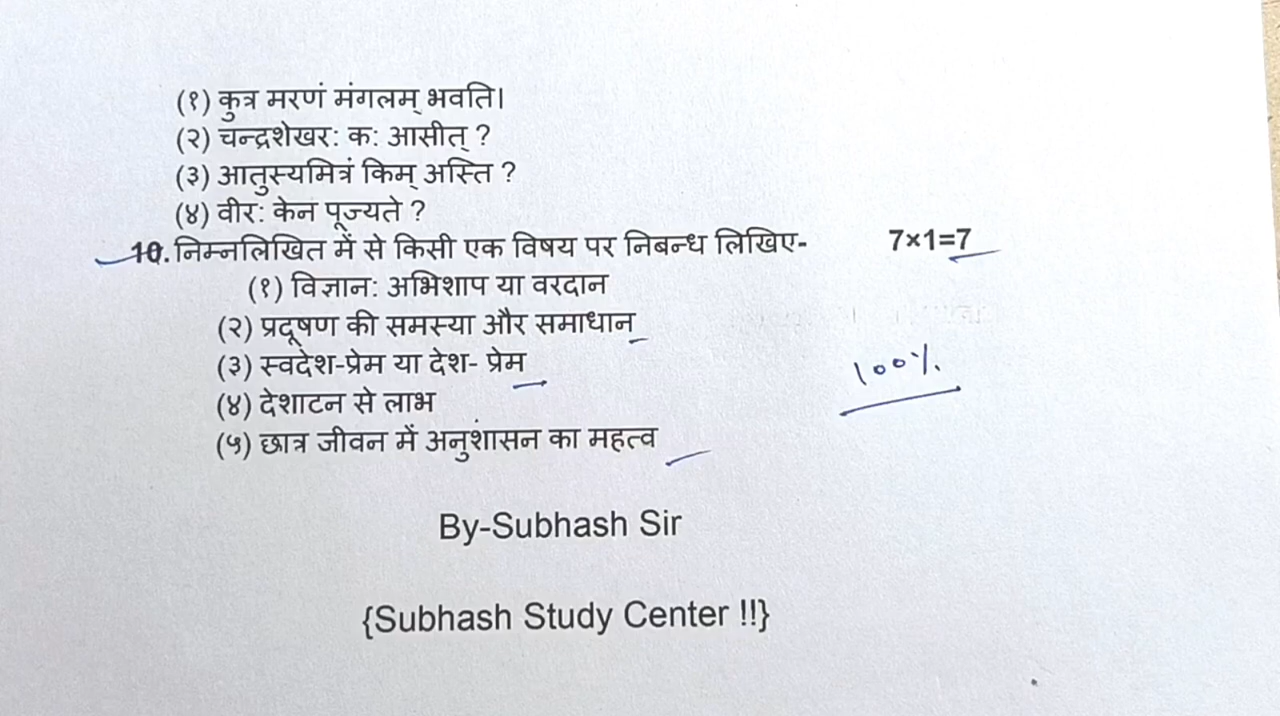 (१) कुत्र मरणं मंगलम् भवति।
(२) चन्द्रशेखर: क: आसीत् ?
(३) आतुस्यमित्रं किम् अस्ति ?
(४) वीर: केन पूज्यते ?
10. निम्नलिखित में से किसी एक विषय पर निबन्ध लिखिए- 7×1=7
(१) विज्ञान: अभिशाप या वरदान
(२) प्रदूषण की समस्या और समाधान
(३) स्वदेश-प्रेम या देश- प्रेम
100%
(४) देशाटन से लाभ
(५) छात्र जीवन में अनुशासन का महत्व
By-Subhash Sir
{Subhash Study Center !!}